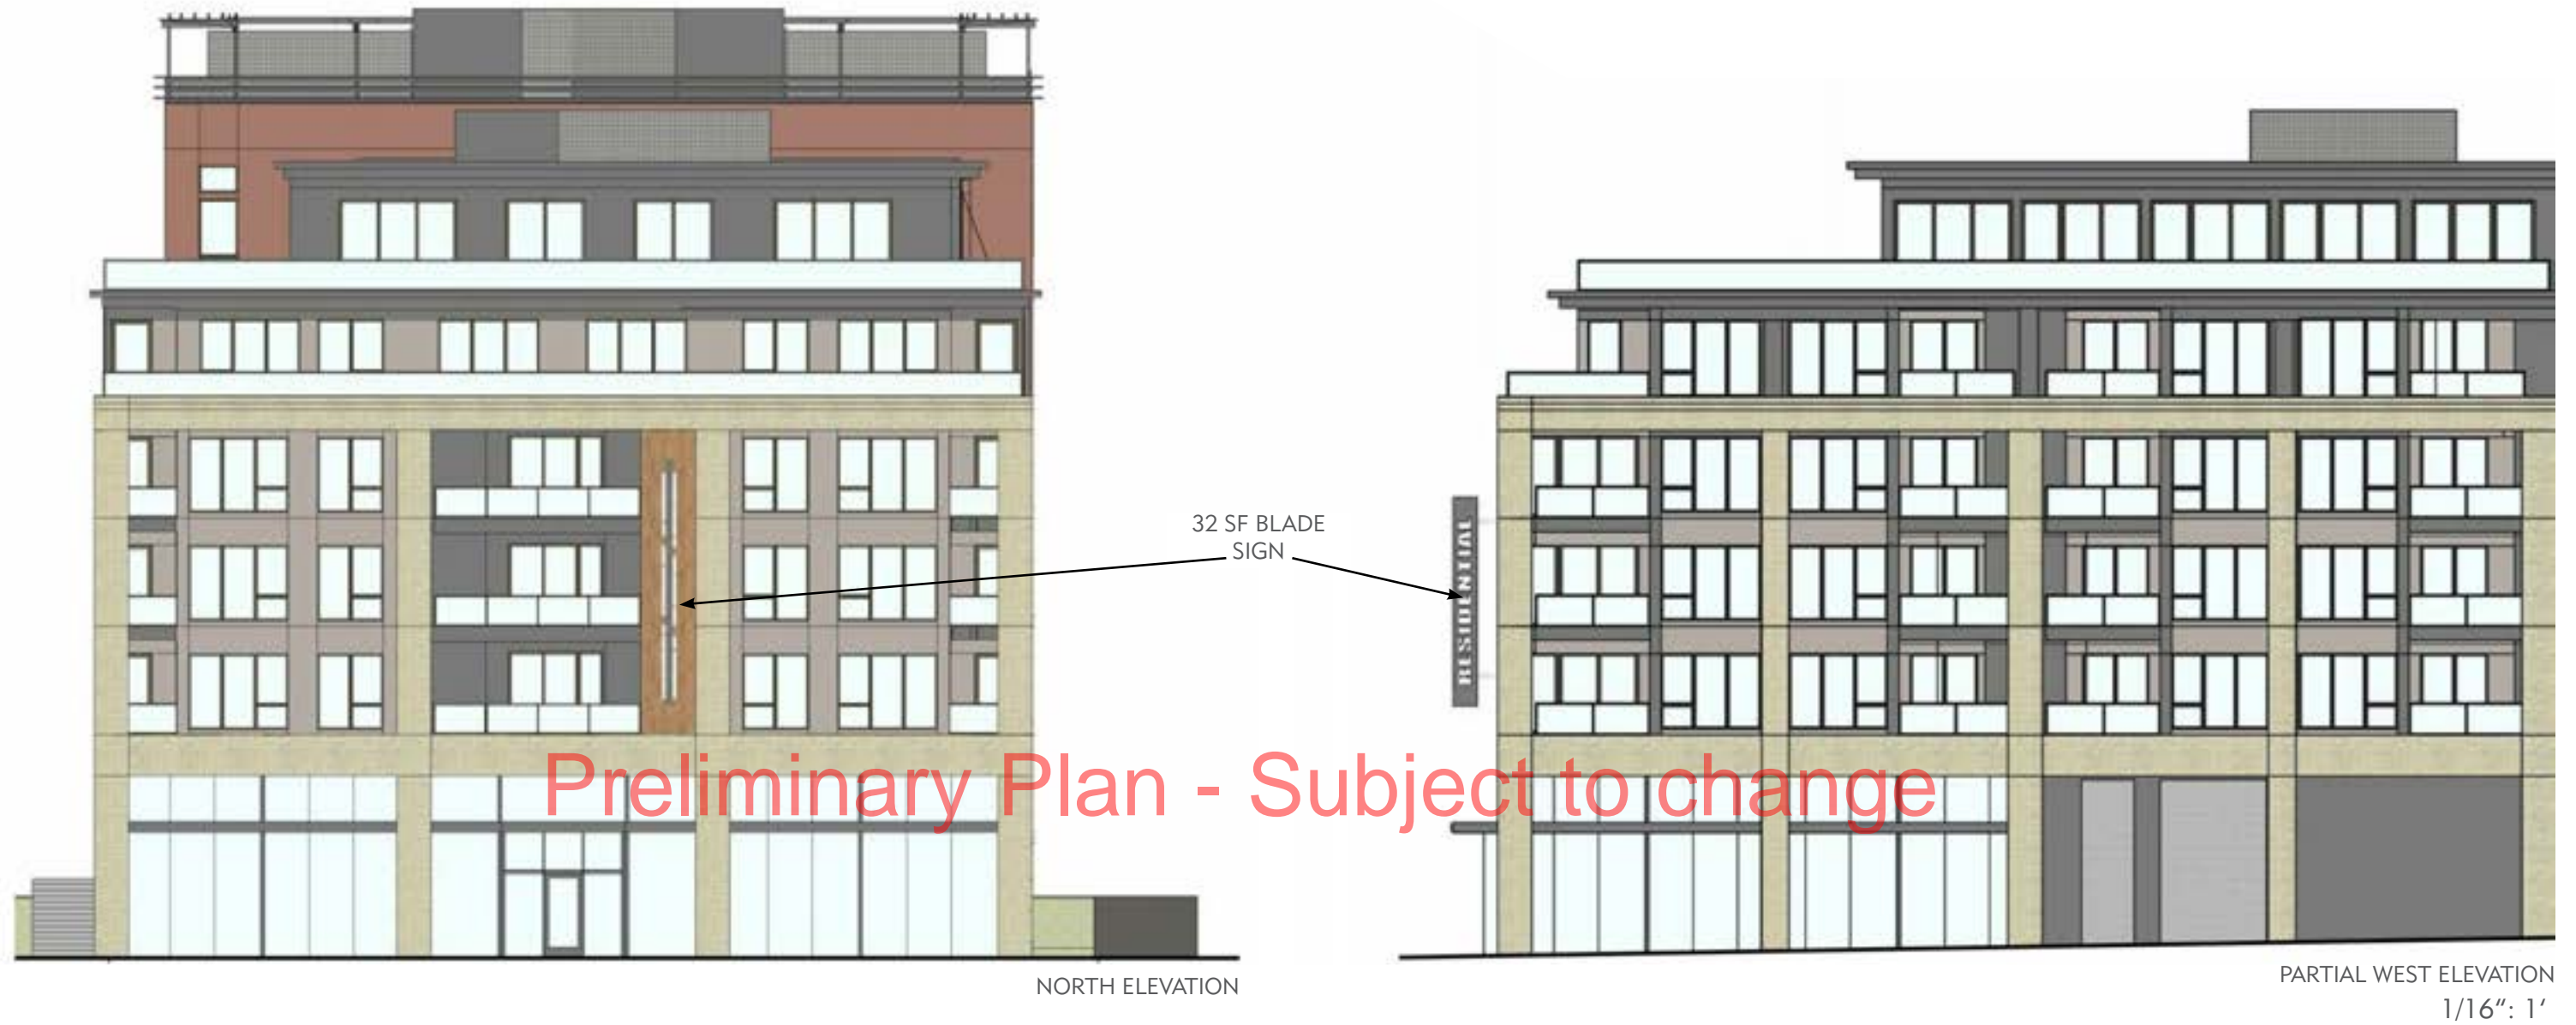 32 SF BLADE
SIGN
RESIDENTIAL
Preliminary Plan - Subject to change
NORTH ELEVATION
PARTIAL WEST ELEVATION
1/16": 1'